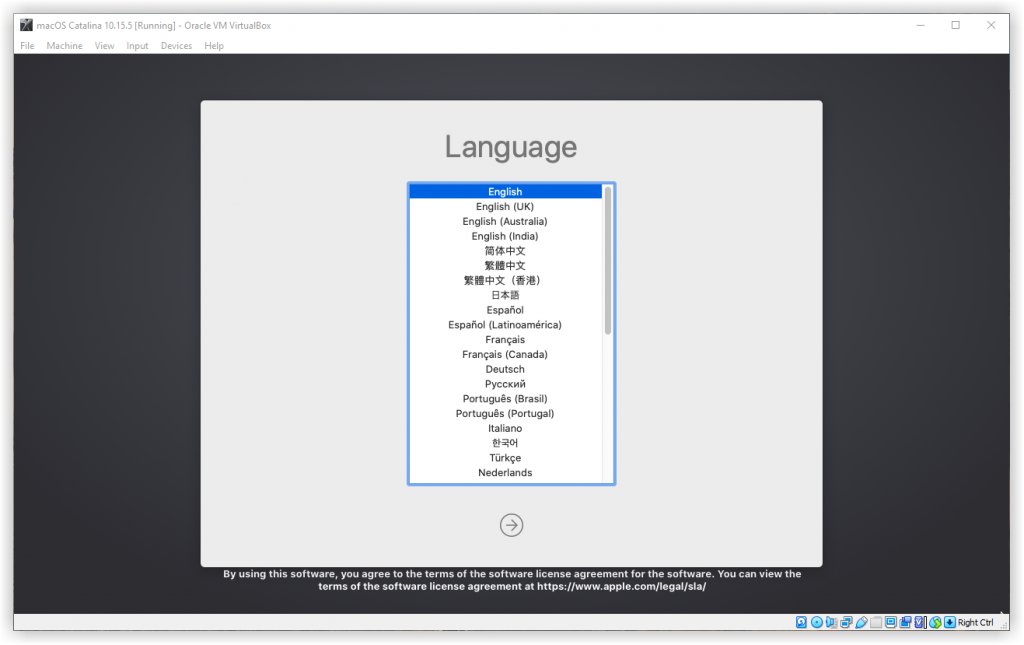 macOS Catalina 10.15.5 [Running] - Oracle VM VirtualBox
File Machine View Input Devices Help
Language
English
English (UK)
English (Australia)
English (India)
简体中文
繁體中文
繁體中文（香港）
日本語
Español
Español (Latinoamérica)
Français
Français (Canada)
Deutsch
Русский
Português (Brasil)
Português (Portugal)
Italiano
한국어
Türkçe
Nederlands
By using this software, you agree to the terms of the software license agreement for the software. You can view the
terms of the software license agreement at https://www.apple.com/legal/sla/
Right Ctrl